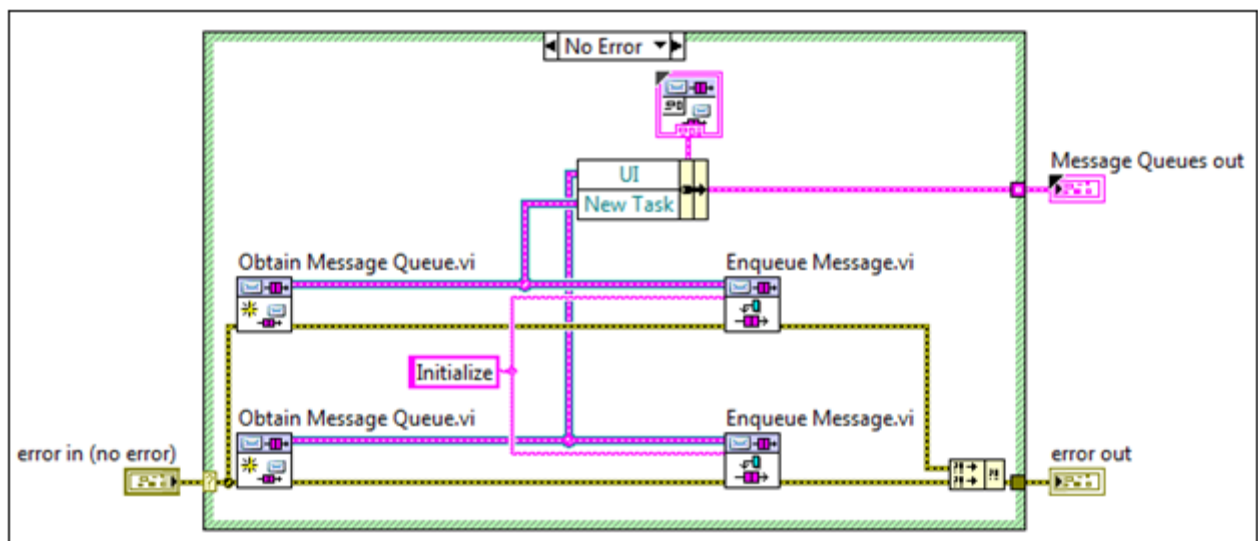 No Error
UI
New Task
Message Queues out
Obtain Message Queue.vi
Enqueue Message.vi
Initialize
Obtain Message Queue.vi
Enqueue Message.vi
error in (no error)
error out